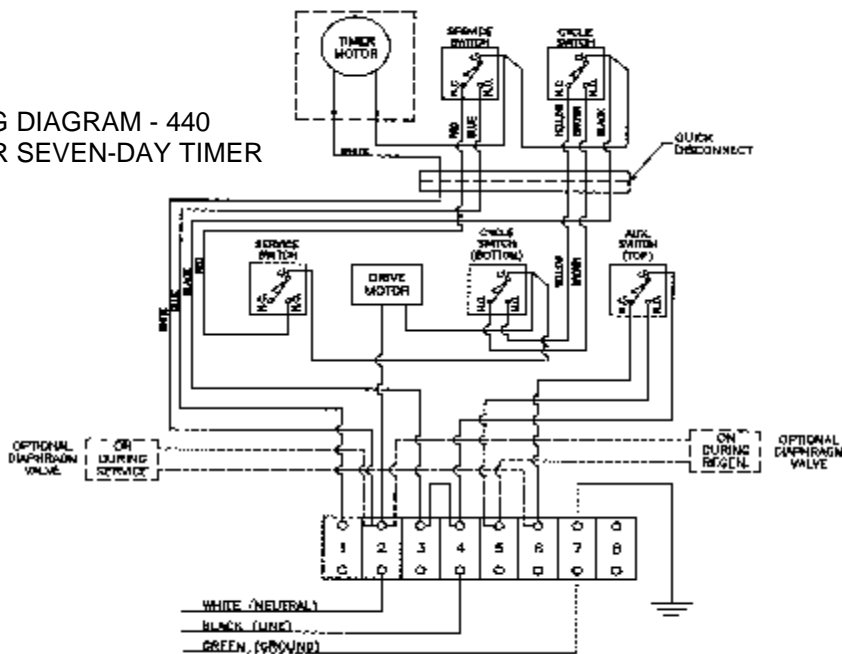 TIMER
MOTOR
SERVICE
SWITCH
CYCLE
SWITCH
C.
N.C.
N.O.
C.
N.C.
N.O.
G DIAGRAM - 440
R SEVEN-DAY TIMER
RED
BLUE
YELLOW
BROWN
BLACK
WHITE
QUICK
DISCONNECT
SERVICE
SWITCH
DRIVE
MOTOR
CYCLE
SWITCH
(BOTTOM)
AUX.
SWITCH
(TOP)
YELLOW
BROWN
WHITE
BLUE
BLACK
RED
OPTIONAL
DIAPHRAGM
VALVE
DURING
SERVICE
ON
DURING
REGEN.
OPTIONAL
DIAPHRAGM
VALVE
1 2 3 4 5 6 7 8
WHITE (NEUTRAL)
BLACK (LINE)
GREEN (GROUND)